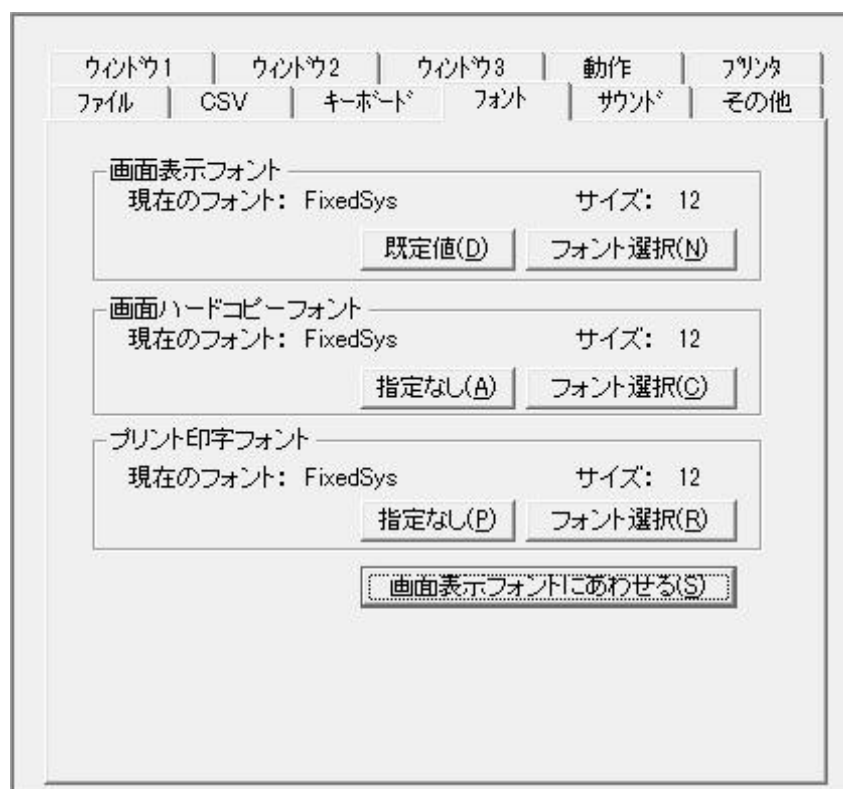 ｳｨﾝﾄﾞｳ1 ｳｨﾝﾄﾞｳ2 ｳｨﾝﾄﾞｳ3 動作 ﾌﾟﾘﾝﾀ
ﾌｧｲﾙ CSV ｷｰﾎﾞｰﾄﾞ ﾌｫﾝﾄ ｻｳﾝﾄﾞ その他
画面表示フォント
現在のフォント： FixedSys サイズ： 12
既定値(D) フォント選択(N)
画面ハードコピーフォント
現在のフォント： FixedSys サイズ： 12
指定なし(A) フォント選択(C)
プリント印字フォント
現在のフォント： FixedSys サイズ： 12
指定なし(P) フォント選択(R)
画面表示フォントにあわせる(S)